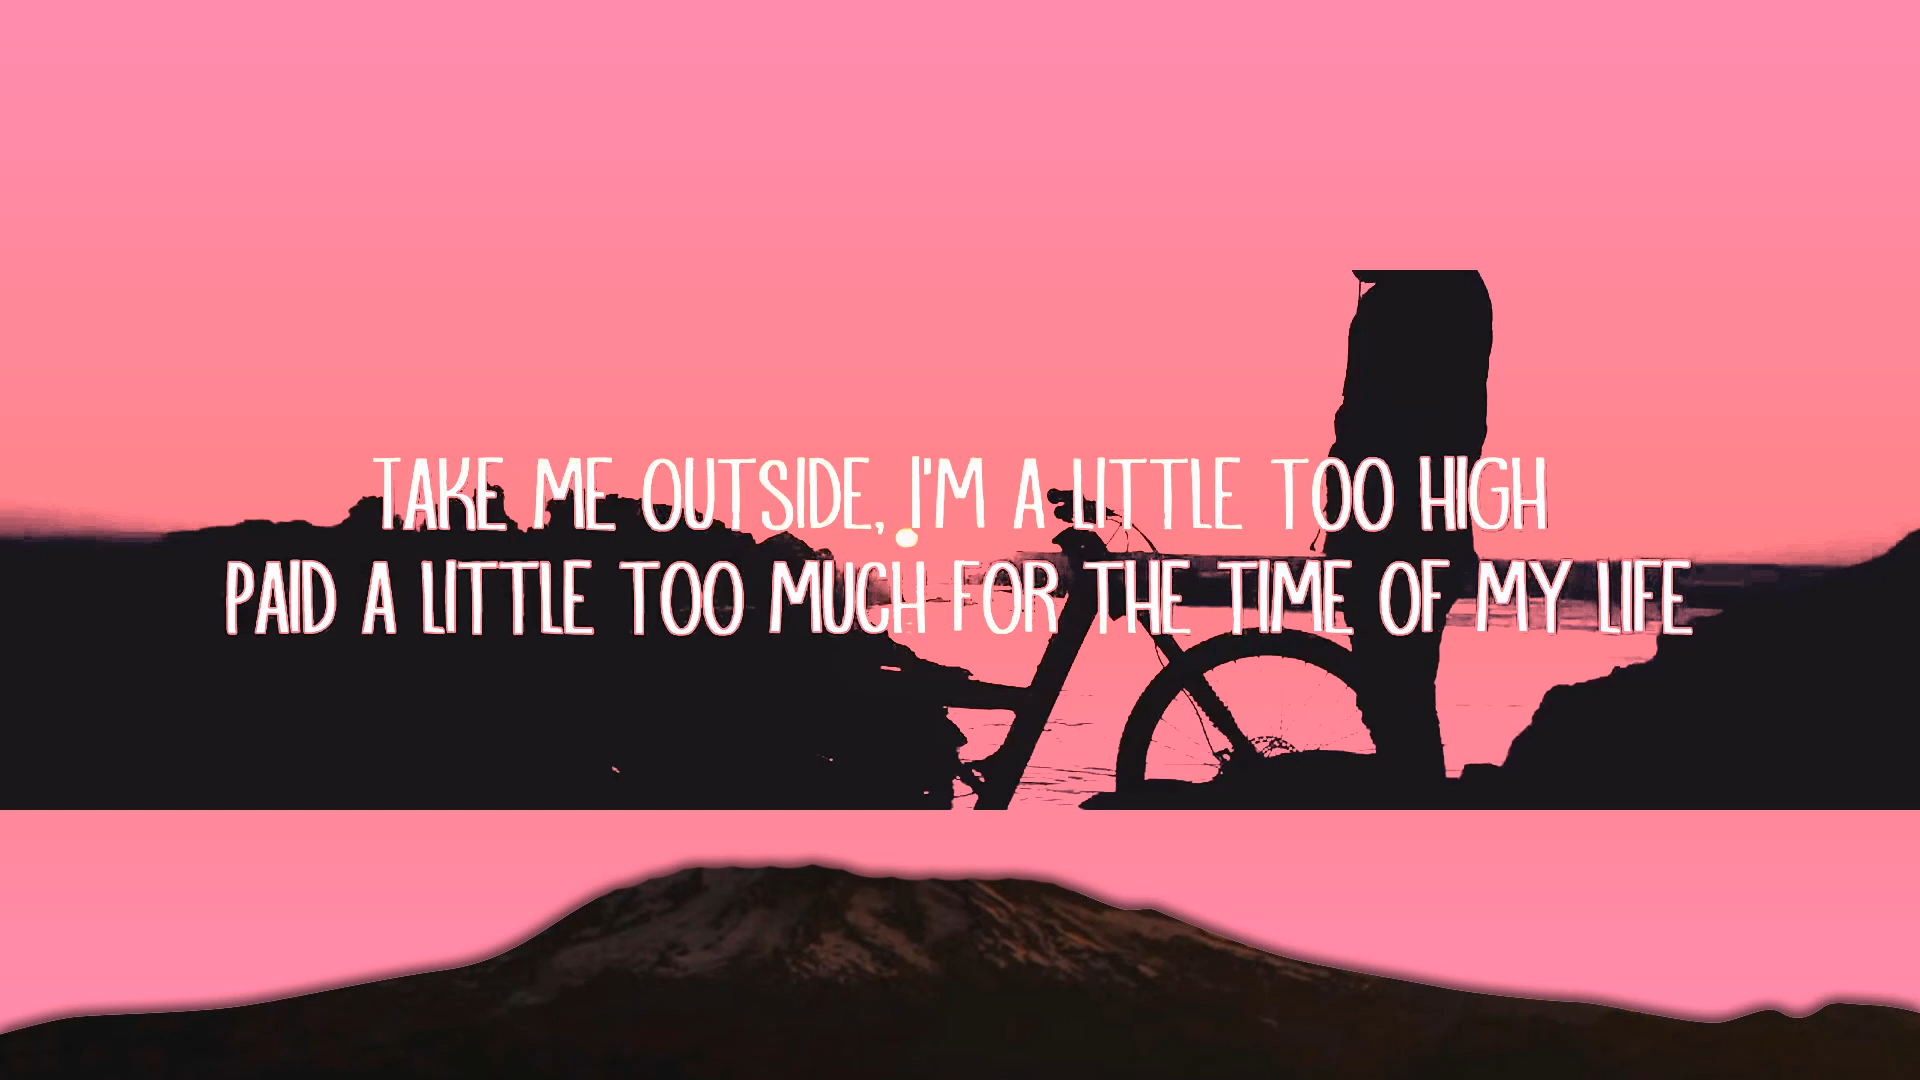 TAKE ME OUTSIDE, I'M A LITTLE TOO HIGH
PAID A LITTLE TOO MUCH FOR THE TIME OF MY LIFE